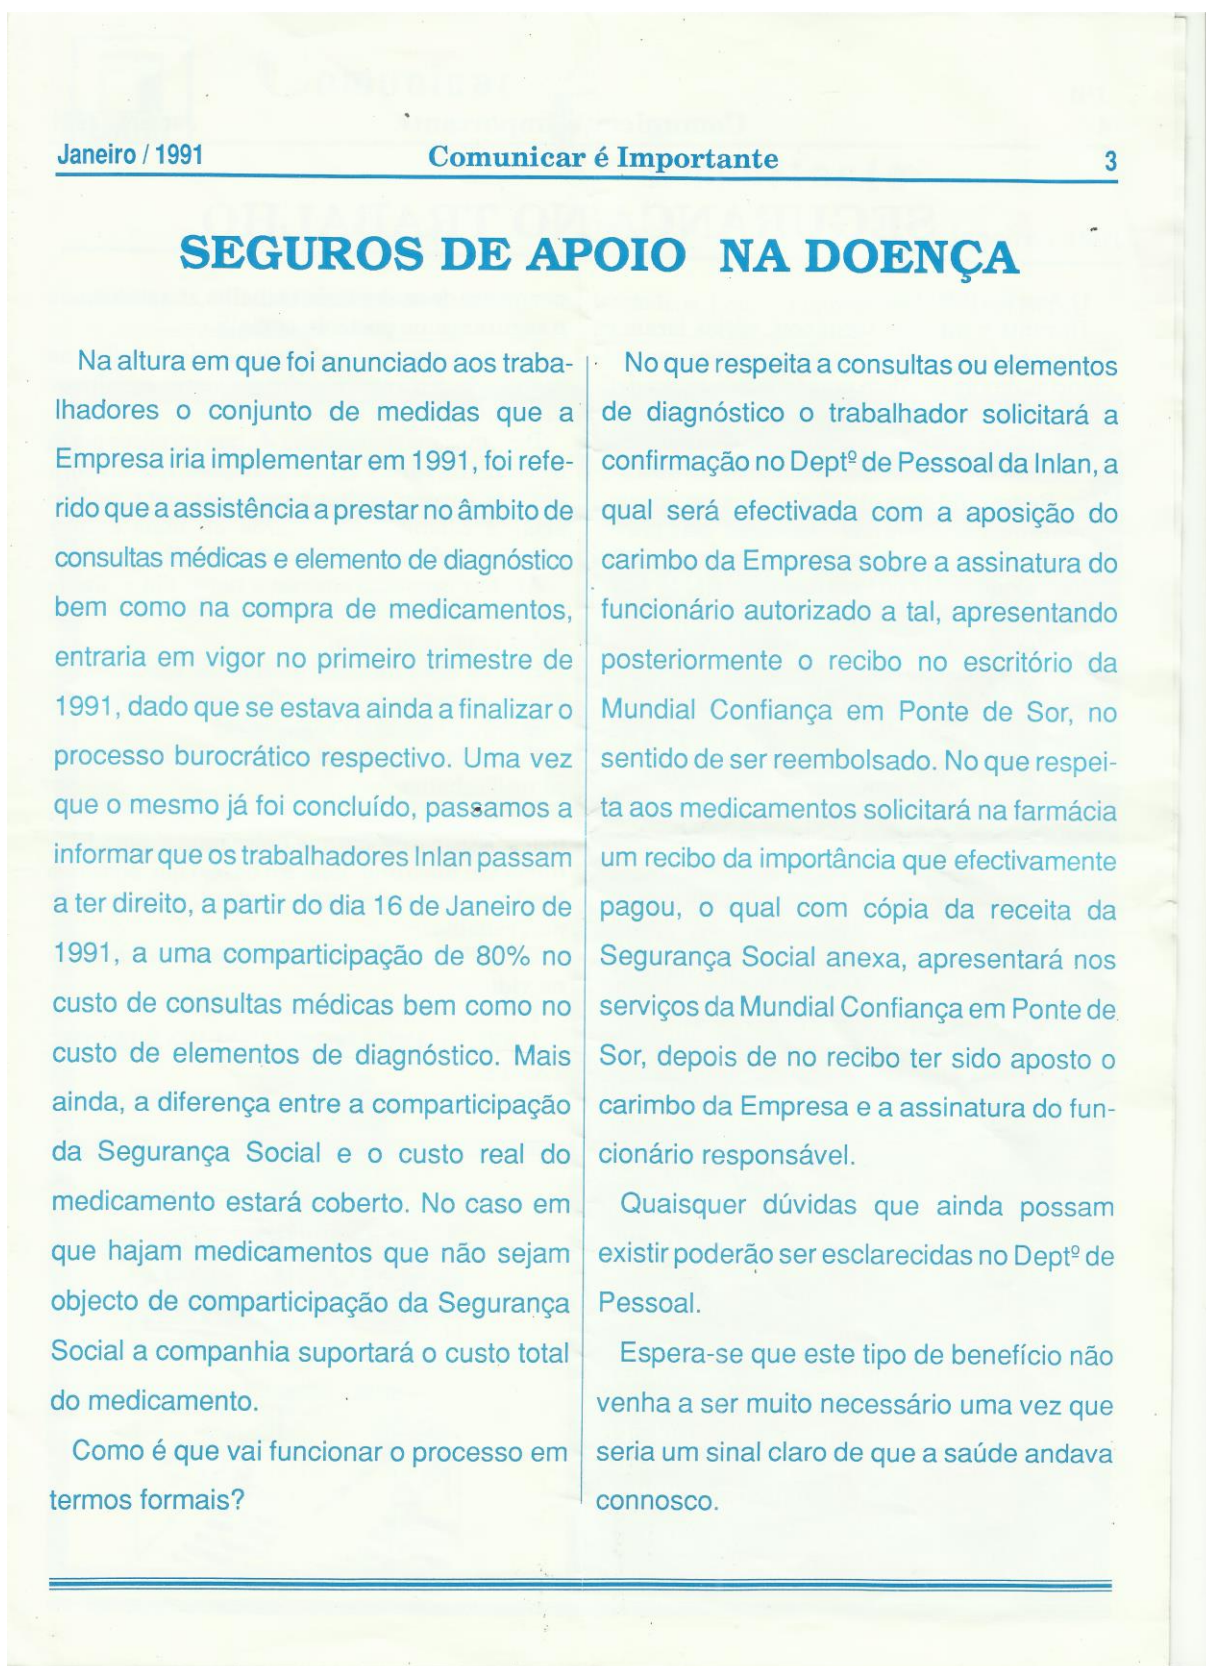 Janeiro / 1991 Comunicar é Importante 3
SEGUROS DE APOIO NA DOENÇA
Na altura em que foi anunciado aos traba-
lhadores o conjunto de medidas que a
Empresa iria implementar em 1991, foi refe-
rido que a assistência a prestar no âmbito de
consultas médicas e elemento de diagnóstico
bem como na compra de medicamentos,
entraria em vigor no primeiro trimestre de
1991, dado que se estava ainda a finalizar o
processo burocrático respectivo. Uma vez
que o mesmo já foi concluído, passamos a
informar que os trabalhadores Inlan passam
a ter direito, a partir do dia 16 de Janeiro de
1991, a uma comparticipação de 80% no
custo de consultas médicas bem como no
custo de elementos de diagnóstico. Mais
ainda, a diferença entre a comparticipação
da Segurança Social e o custo real do
medicamento estará coberto. No caso em
que hajam medicamentos que não sejam
objecto de comparticipação da Segurança
Social a companhia suportará o custo total
do medicamento.
Como é que vai funcionar o processo em
termos formais?
No que respeita a consultas ou elementos
de diagnóstico o trabalhador solicitará a
confirmação no Deptº de Pessoal da Inlan, a
qual será efectivada com a aposição do
carimbo da Empresa sobre a assinatura do
funcionário autorizado a tal, apresentando
posteriormente o recibo no escritório da
Mundial Confiança em Ponte de Sor, no
sentido de ser reembolsado. No que respei-
ta aos medicamentos solicitará na farmácia
um recibo da importância que efectivamente
pagou, o qual com cópia da receita da
Segurança Social anexa, apresentará nos
serviços da Mundial Confiança em Ponte de
Sor, depois de no recibo ter sido aposto o
carimbo da Empresa e a assinatura do fun-
cionário responsável.
Quaisquer dúvidas que ainda possam
existir poderão ser esclarecidas no Deptº de
Pessoal.
Espera-se que este tipo de benefício não
venha a ser muito necessário uma vez que
seria um sinal claro de que a saúde andava
connosco.